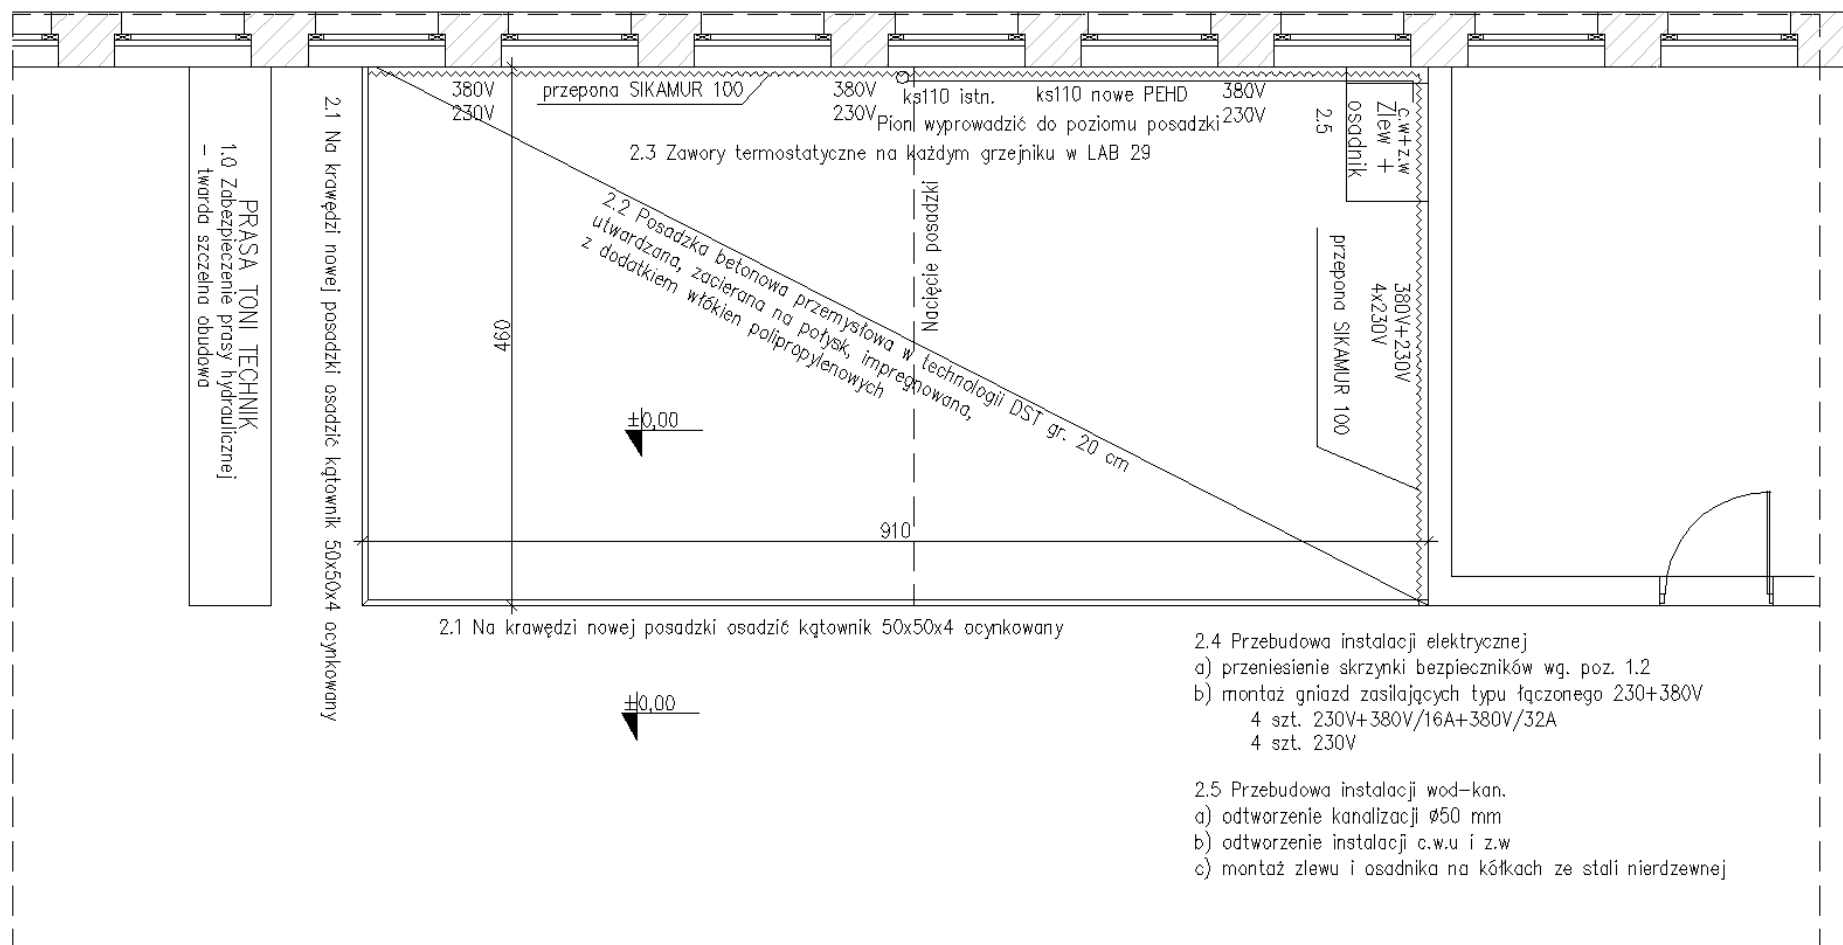 380V
230V
przepona SIKAMUR 100
380V
230V
ks110 istn.
ks110 nowe PEHD
Pion wyprowadzić do poziomu posadzki
380V
230V
2.3 Zawory termostatyczne na każdym grzejniku w LAB 29
c.w+z.w
Zlew +
osadnik
2.5
PRASA TONI TECHNIK
1.0 Zabezpieczenie prasy hydraulicznej
- twarda szczelna obudowa
2.1 Na krawędzi nowej posadzki osadzić kątownik 50x50x4 ocynkowany
460
2.2 Posadzka betonowa przemysłowa w technologii DST gr. 20 cm
utwardzana, zacierana na połysk, impregnowana,
z dodatkiem włókien polipropylenowych
Nacięcie posadzki
380V+230V
4x230V
przepona SIKAMUR 100
±0,00
910
2.1 Na krawędzi nowej posadzki osadzić kątownik 50x50x4 ocynkowany
±0,00
2.4 Przebudowa instalacji elektrycznej
a) przeniesienie skrzynki bezpieczników wg. poz. 1.2
b) montaż gniazd zasilających typu łączonego 230+380V
4 szt. 230V+380V/16A+380V/32A
4 szt. 230V
2.5 Przebudowa instalacji wod-kan.
a) odtworzenie kanalizacji ø50 mm
b) odtworzenie instalacji c.w.u i z.w
c) montaż zlewu i osadnika na kółkach ze stali nierdzewnej